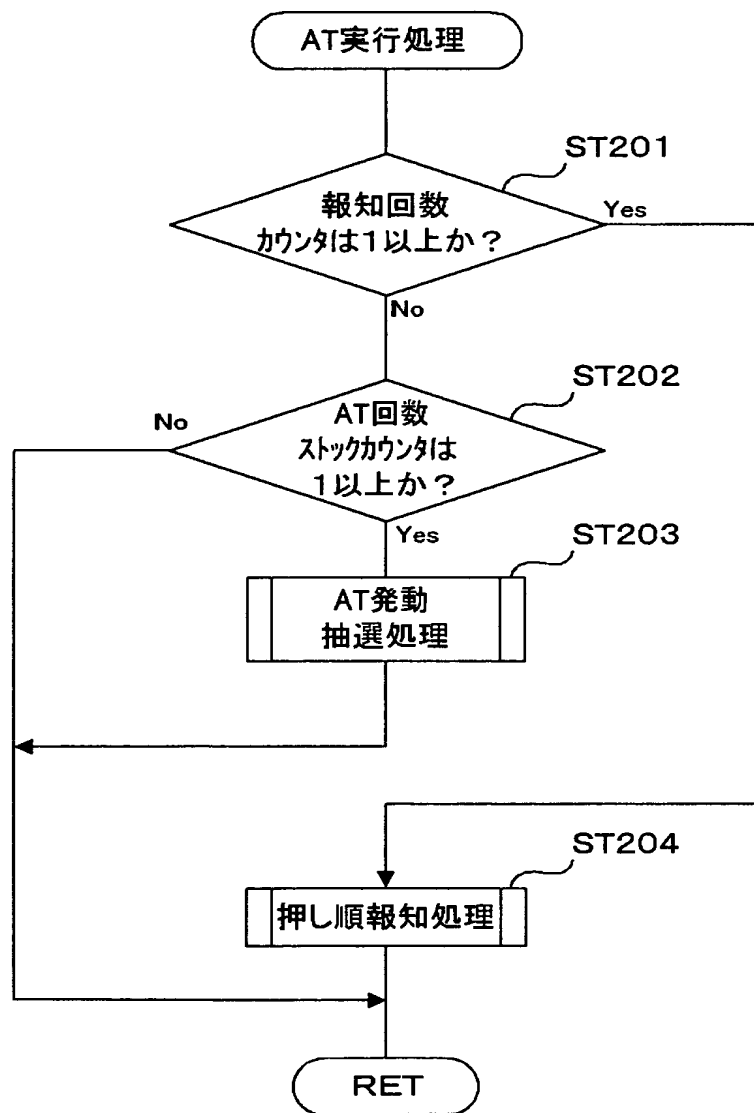 AT実行処理
ST201
報知回数
カウンタは1以上か？
Yes
No
ST202
No
AT回数
ストックカウンタは
1以上か？
Yes
ST203
AT発動
抽選処理
ST204
押し順報知処理
RET